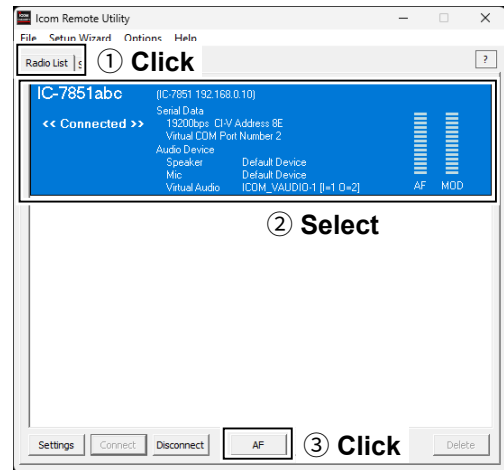 Icom Remote Utility
File Setup Wizard Options Help
Radio List
① Click
?
IC-7851abc (IC-7851 192.168.0.10)
<< Connected >>
Serial Data
19200bps CI-V Address 8E
Virtual COM Port Number 2
Audio Device
Speaker Default Device
Mic Default Device
Virtual Audio ICOM_VAUDIO-1 [I=1 O=2]
AF MOD
② Select
Settings Connect Disconnect AF ③ Click Delete